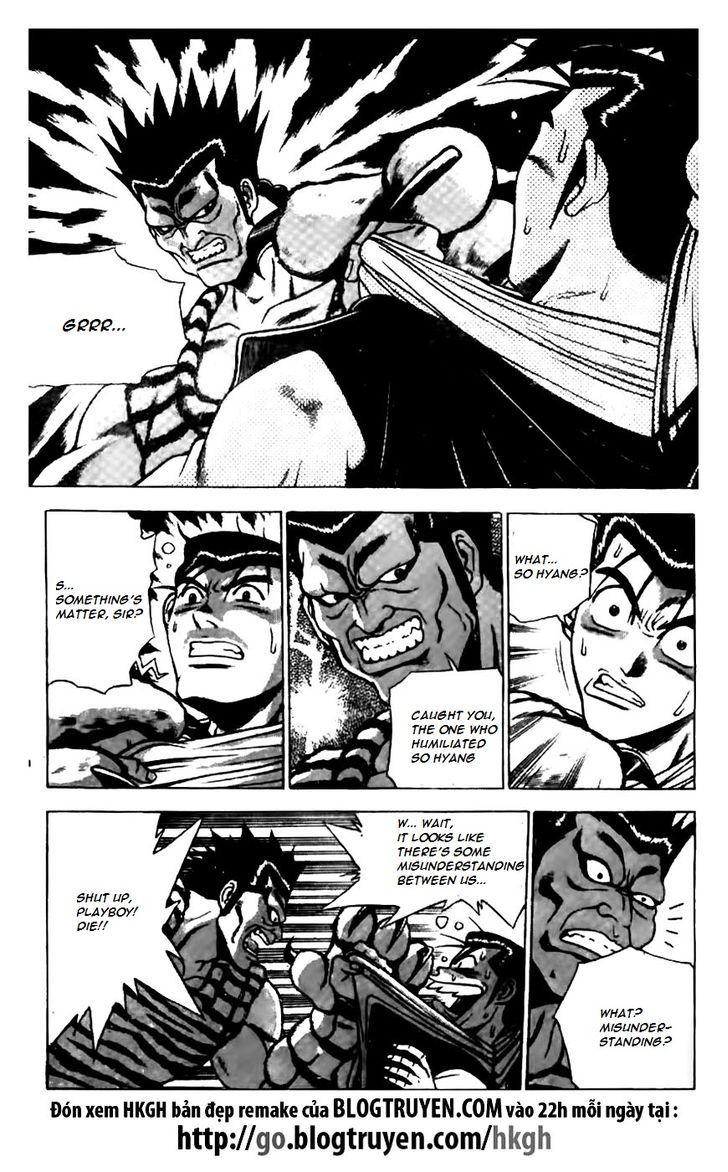 GRRR...
S...
SOMETHING'S
MATTER, SIR?
CAUGHT YOU,
THE ONE WHO
HUMILIATED
SO HYANG
WHAT...
SO HYANG?
SHUT UP,
PLAYBOY!
DIE!!
W... WAIT,
IT LOOKS LIKE
THERE'S SOME
MISUNDERSTANDING
BETWEEN US...
WHAT?
MISUNDER-
STANDING?
Đón xem HKGH bản đẹp remake của BLOGTRUYEN.COM vào 22h mỗi ngày tại :
http://go.blogtruyen.com/hkgh